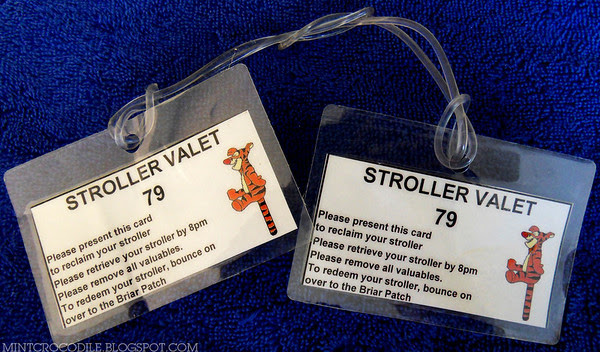 STROLLER VALET
79
Please present this card
to reclaim your stroller
Please retrieve your stroller by 8pm
Please remove all valuables.
To redeem your stroller, bounce on
over to the Briar Patch
STROLLER VALET
79
Please present this card
to reclaim your stroller
Please retrieve your stroller by 8pm
Please remove all valuables.
To redeem your stroller, bounce on
over to the Briar Patch
MINTCROCODILE.BLOGSPOT.COM